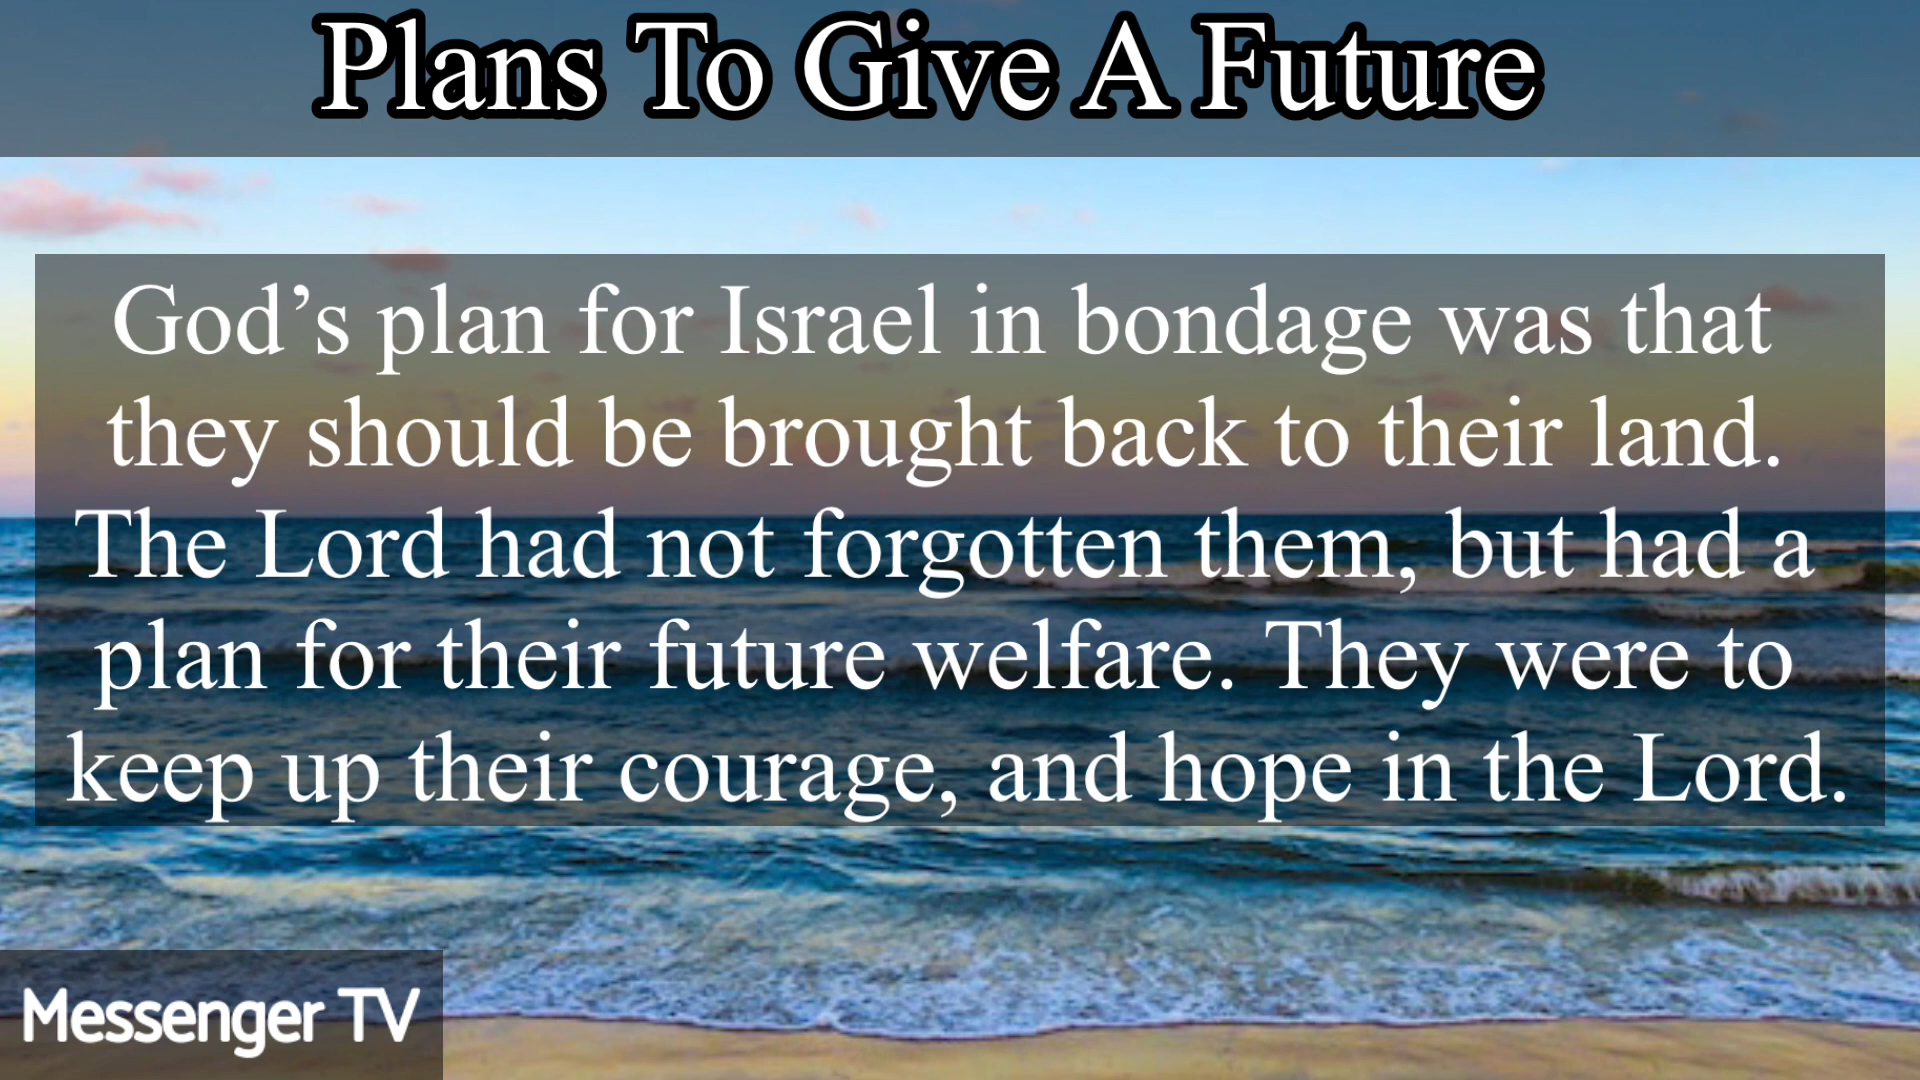 Plans To Give A Future
God’s plan for Israel in bondage was that
they should be brought back to their land.
The Lord had not forgotten them, but had a
plan for their future welfare. They were to
keep up their courage, and hope in the Lord.
Messenger TV